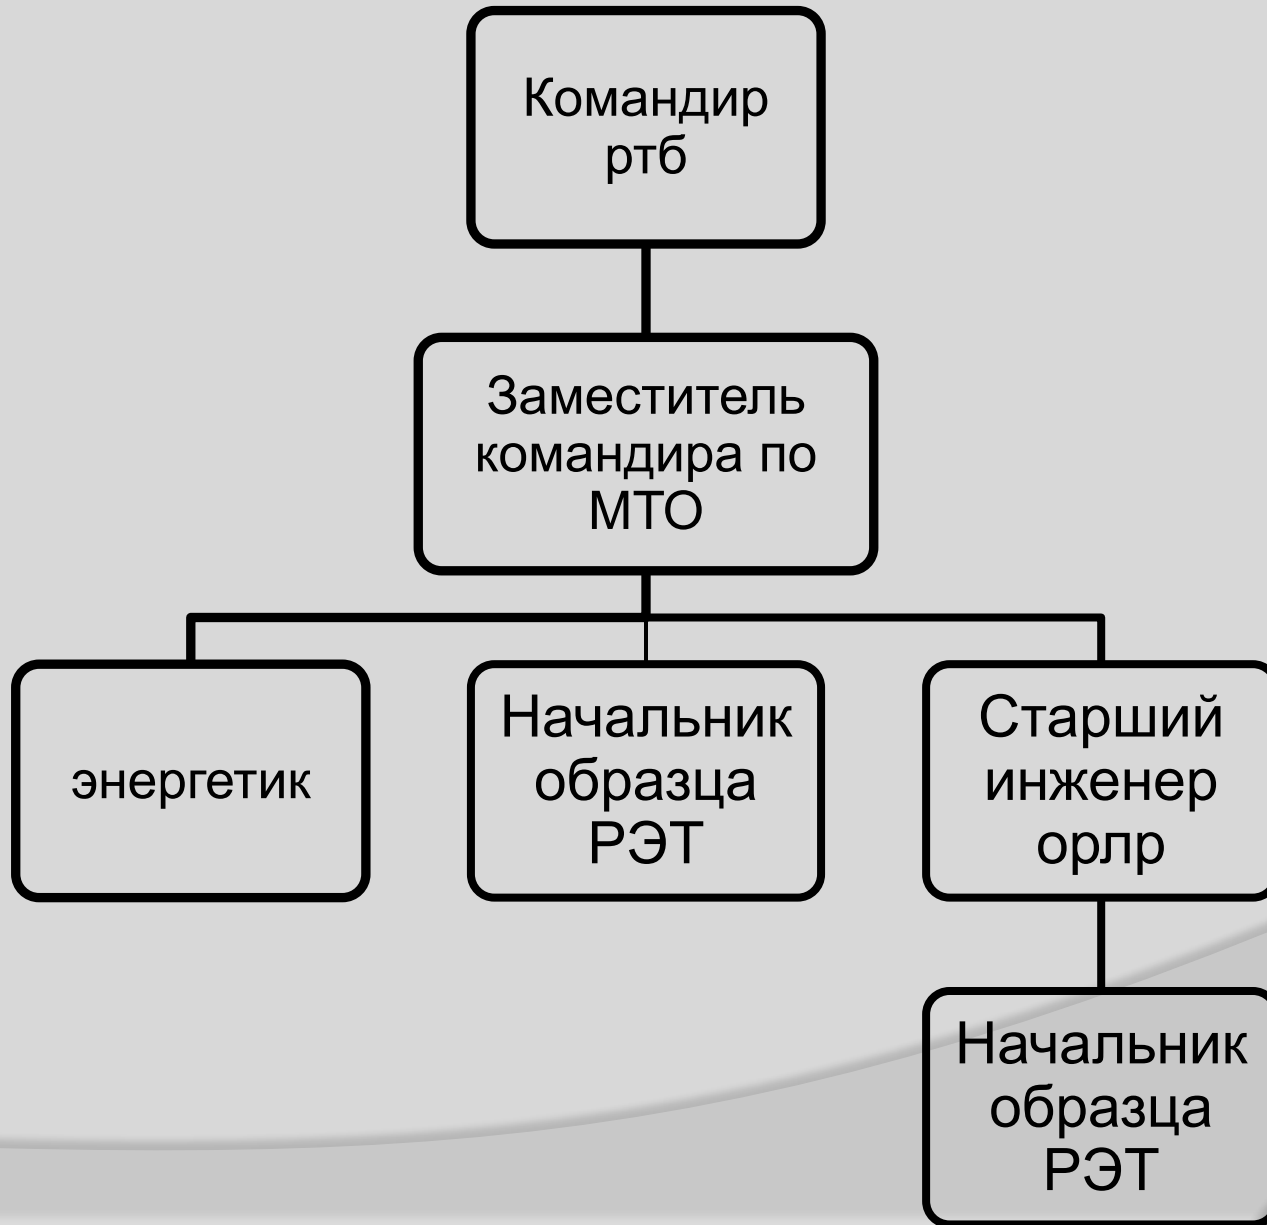 Командир
ртб
Заместитель
командира по
МТО
энергетик
Начальник
образца
РЭТ
Старший
инженер
орлр
Начальник
образца
РЭТ